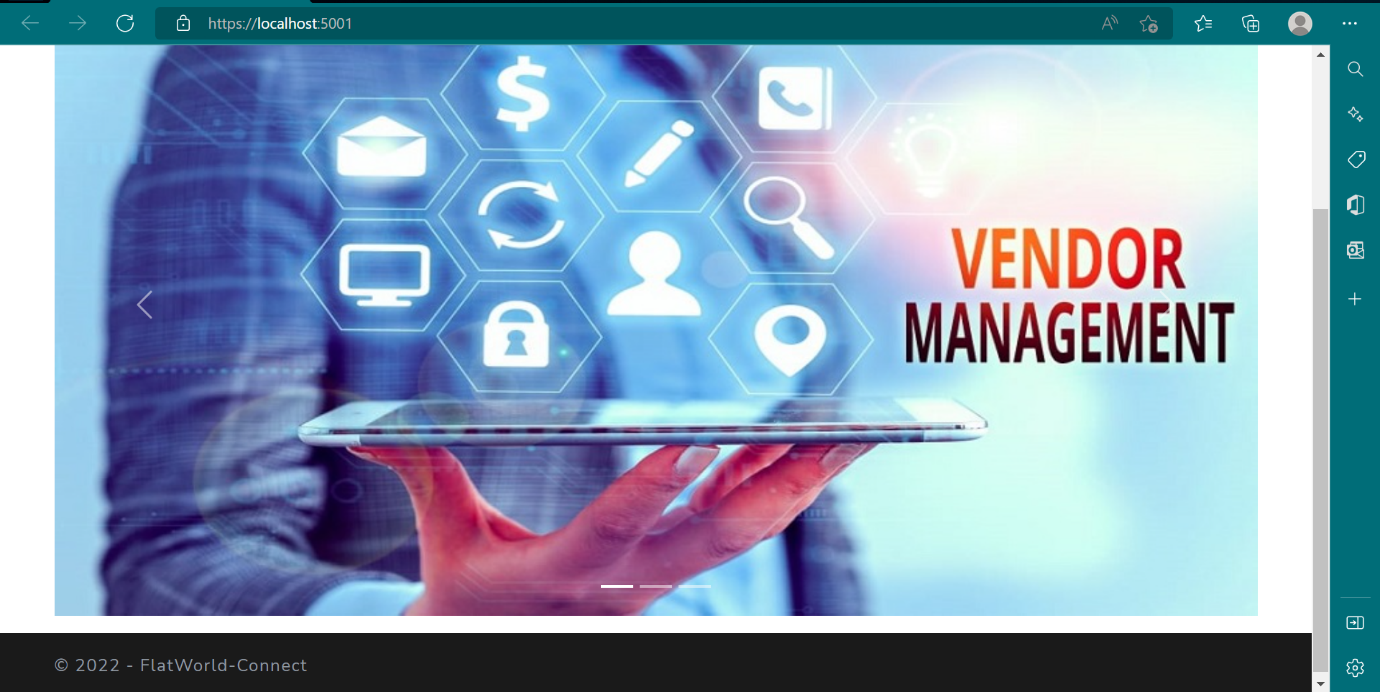 https://localhost:5001
VENDOR
MANAGEMENT
© 2022 - FlatWorld-Connect